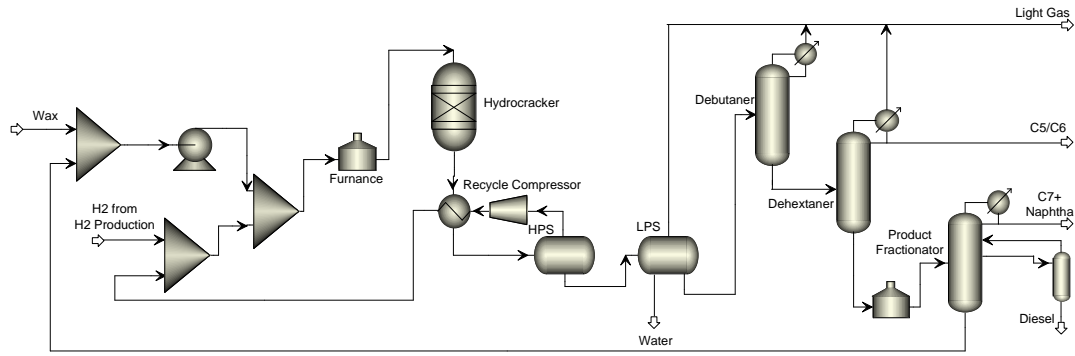 Light Gas
Debutaner
Hydrocracker
Wax
C5/C6
Furnance
Recycle Compressor
Dehextaner
C7+
Naphtha
H2 from
H2 Production
HPS
LPS
Product
Fractionator
Diesel
Water